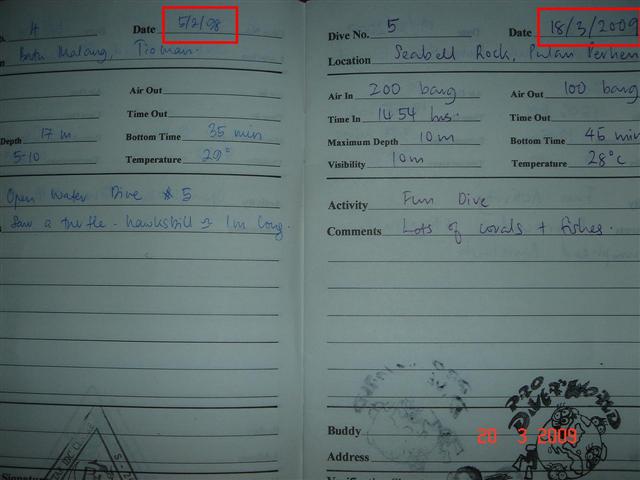 4 Date 5/2/98
Batu Malang, Tioman.
Air Out
Time Out
Depth 17 m Bottom Time 35 min
5-10 Temperature 29°
Open Water Dive # 5
Saw a turtle - hawksbill ~ 1m long.
Signature
Dive No. 5 Date 18/3/2009
Location Seabell Rock, Pulau Perhen
Air In 200 bang Air Out 100 bang
Time In 1454 hrs. Time Out
Maximum Depth 10m Bottom Time 45 min
Visibility 10m Temperature 28°c
Activity Fun Dive
Comments Lots of corals + fishes.
Buddy
Address
PRO DIVER'S WORLD
20 3 2009